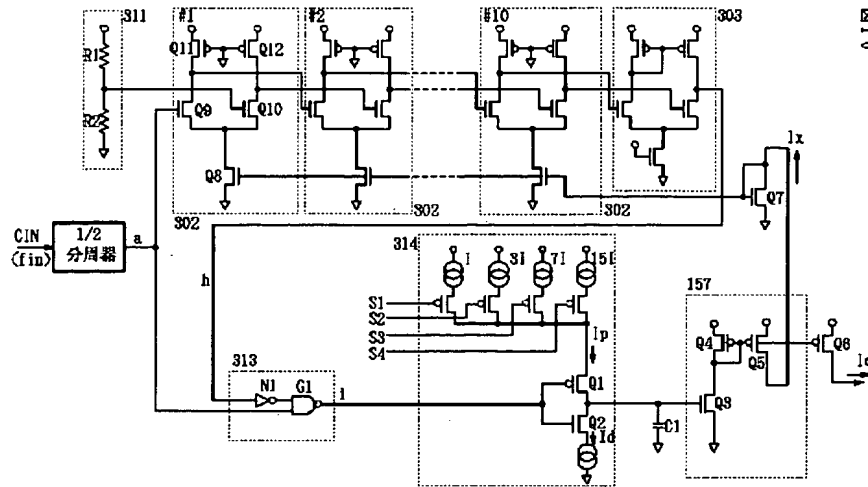 311
#1
#2
#10
303
R1
Q11
Q12
R2
Q9
Q10
Q8
Ix
Q7
302
302
302
CIN
(fin)
1/2
分周器
a
h
314
I
3I
7I
15I
S1
S2
S3
S4
Ip
157
Q4
Q5
Q6
313
N1
G1
i
Q1
Q2
Id
C1
Q3